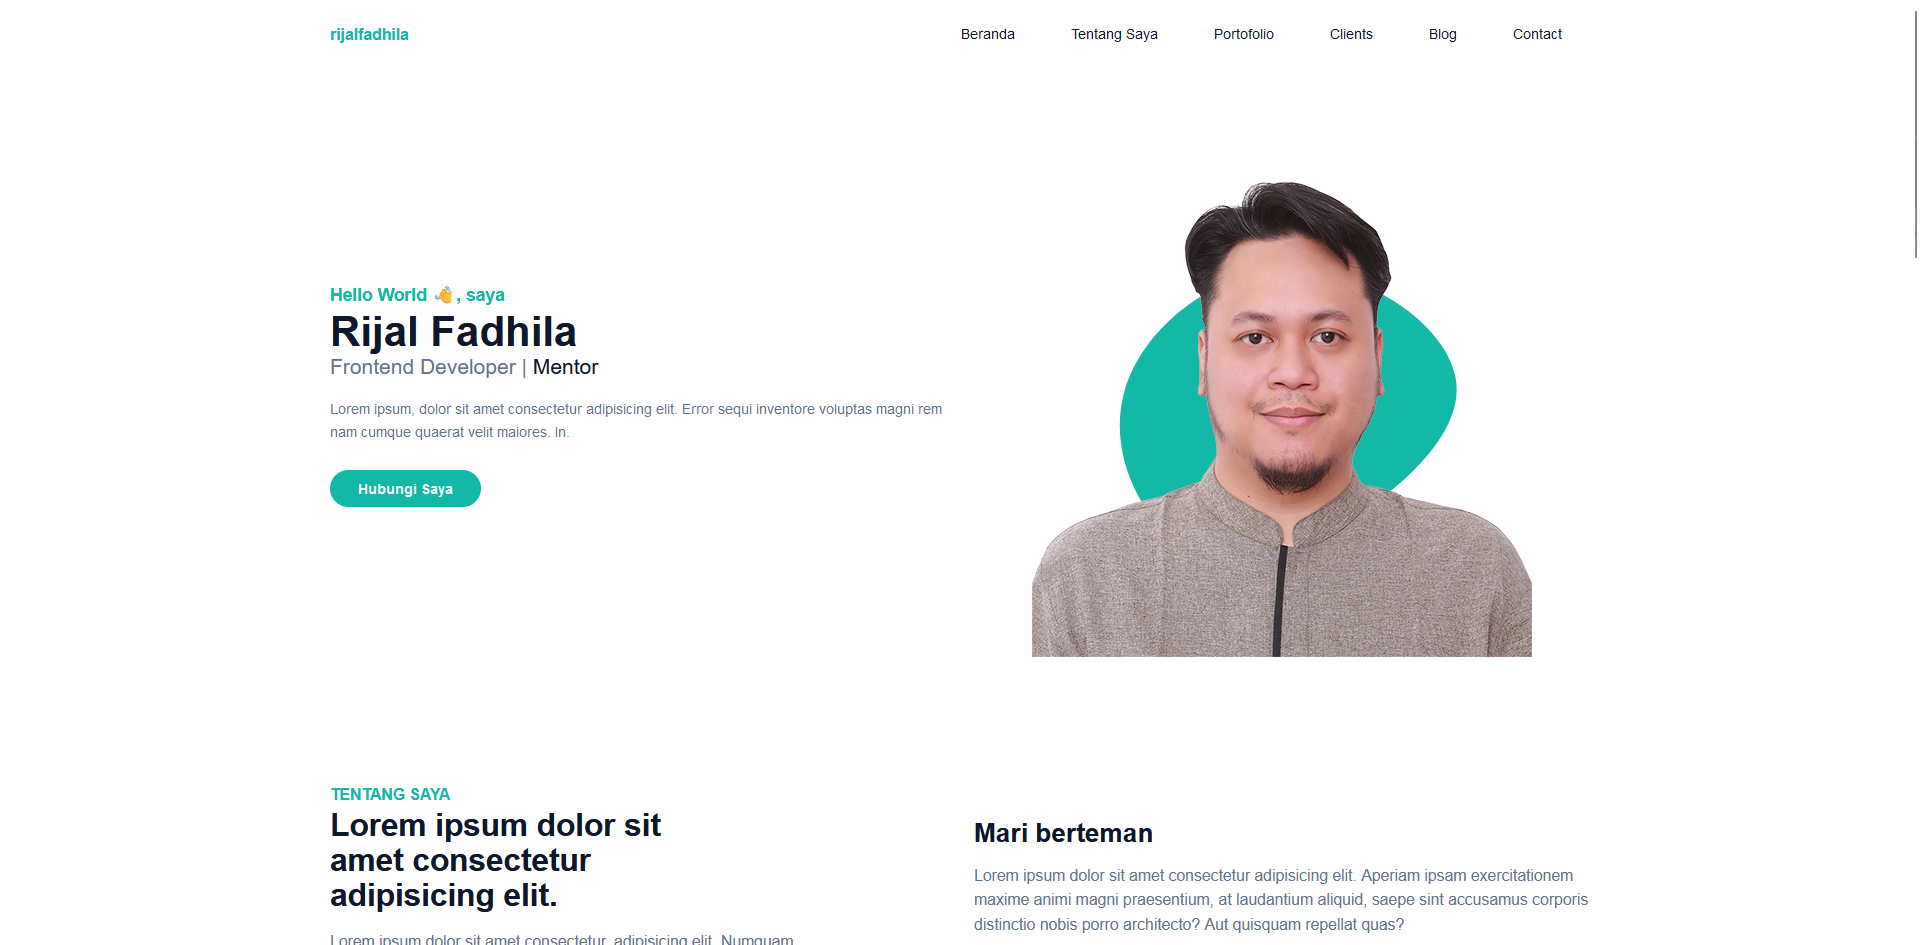 rijalfadhila
Beranda
Tentang Saya
Portofolio
Clients
Blog
Contact
Hello World 👋, saya
Rijal Fadhila
Frontend Developer | Mentor
Lorem ipsum, dolor sit amet consectetur adipisicing elit. Error sequi inventore voluptas magni rem
nam cumque quaerat velit maiores. In.
Hubungi Saya
TENTANG SAYA
Lorem ipsum dolor sit
amet consectetur
adipisicing elit.
Lorem ipsum dolor sit amet consectetur, adipisicing elit. Numquam
Mari berteman
Lorem ipsum dolor sit amet consectetur adipisicing elit. Aperiam ipsam exercitationem
maxime animi magni praesentium, at laudantium aliquid, saepe sint accusamus corporis
distinctio nobis porro architecto? Aut quisquam repellat quas?